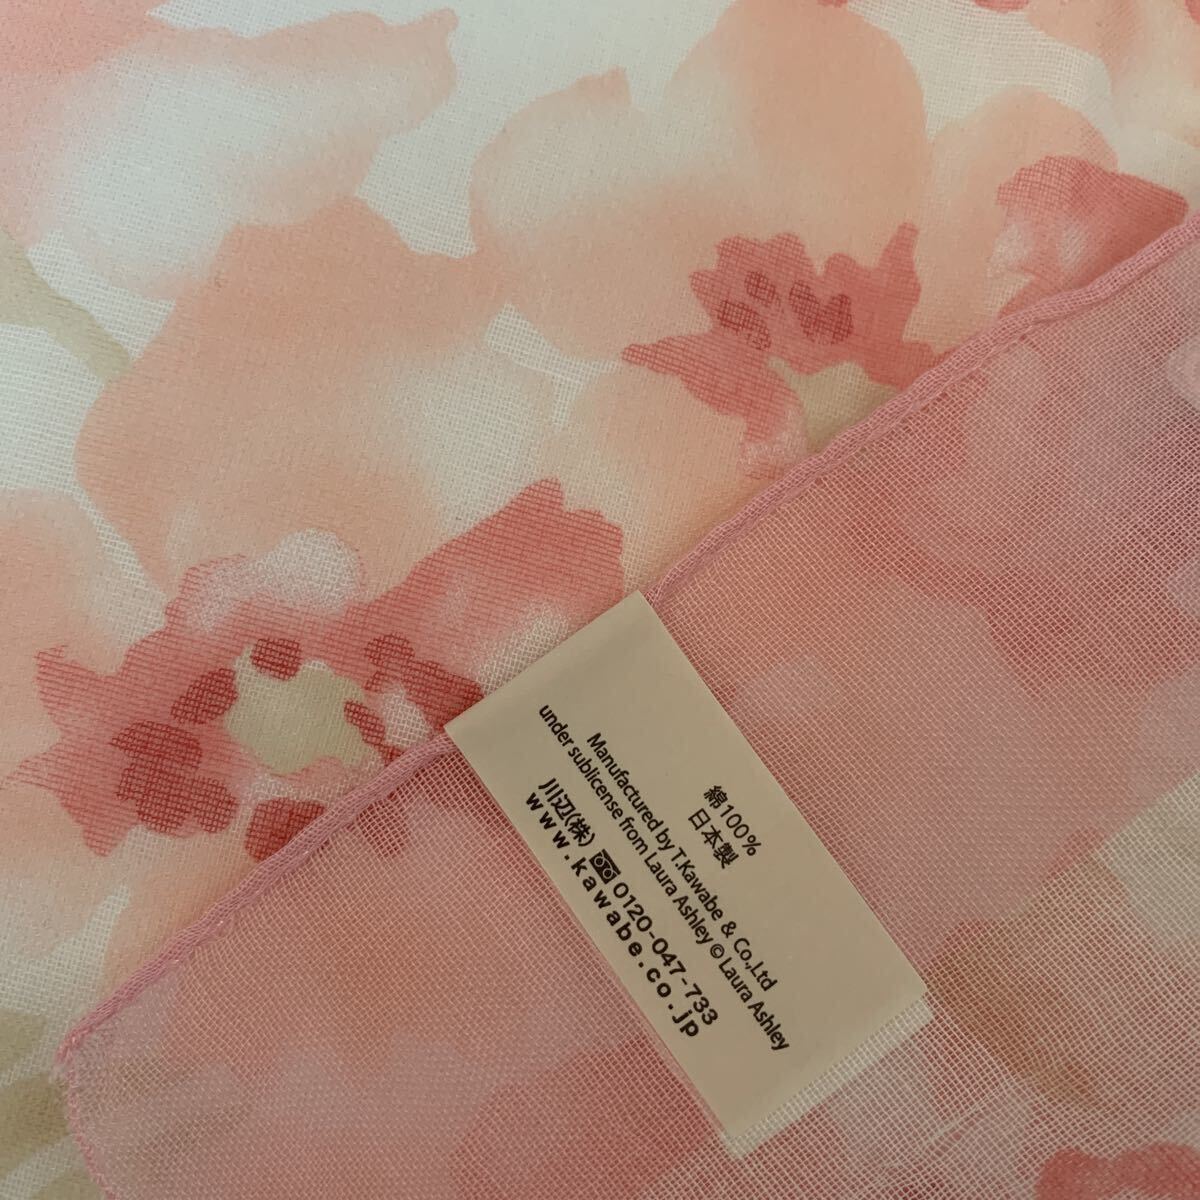 綿100%
日本製
Manufactured by T.Kawabe & Co.,Ltd
under sublicense from Laura Ashley © Laura Ashley
川辺(株) 0120-047-733
www.kawabe.co.jp